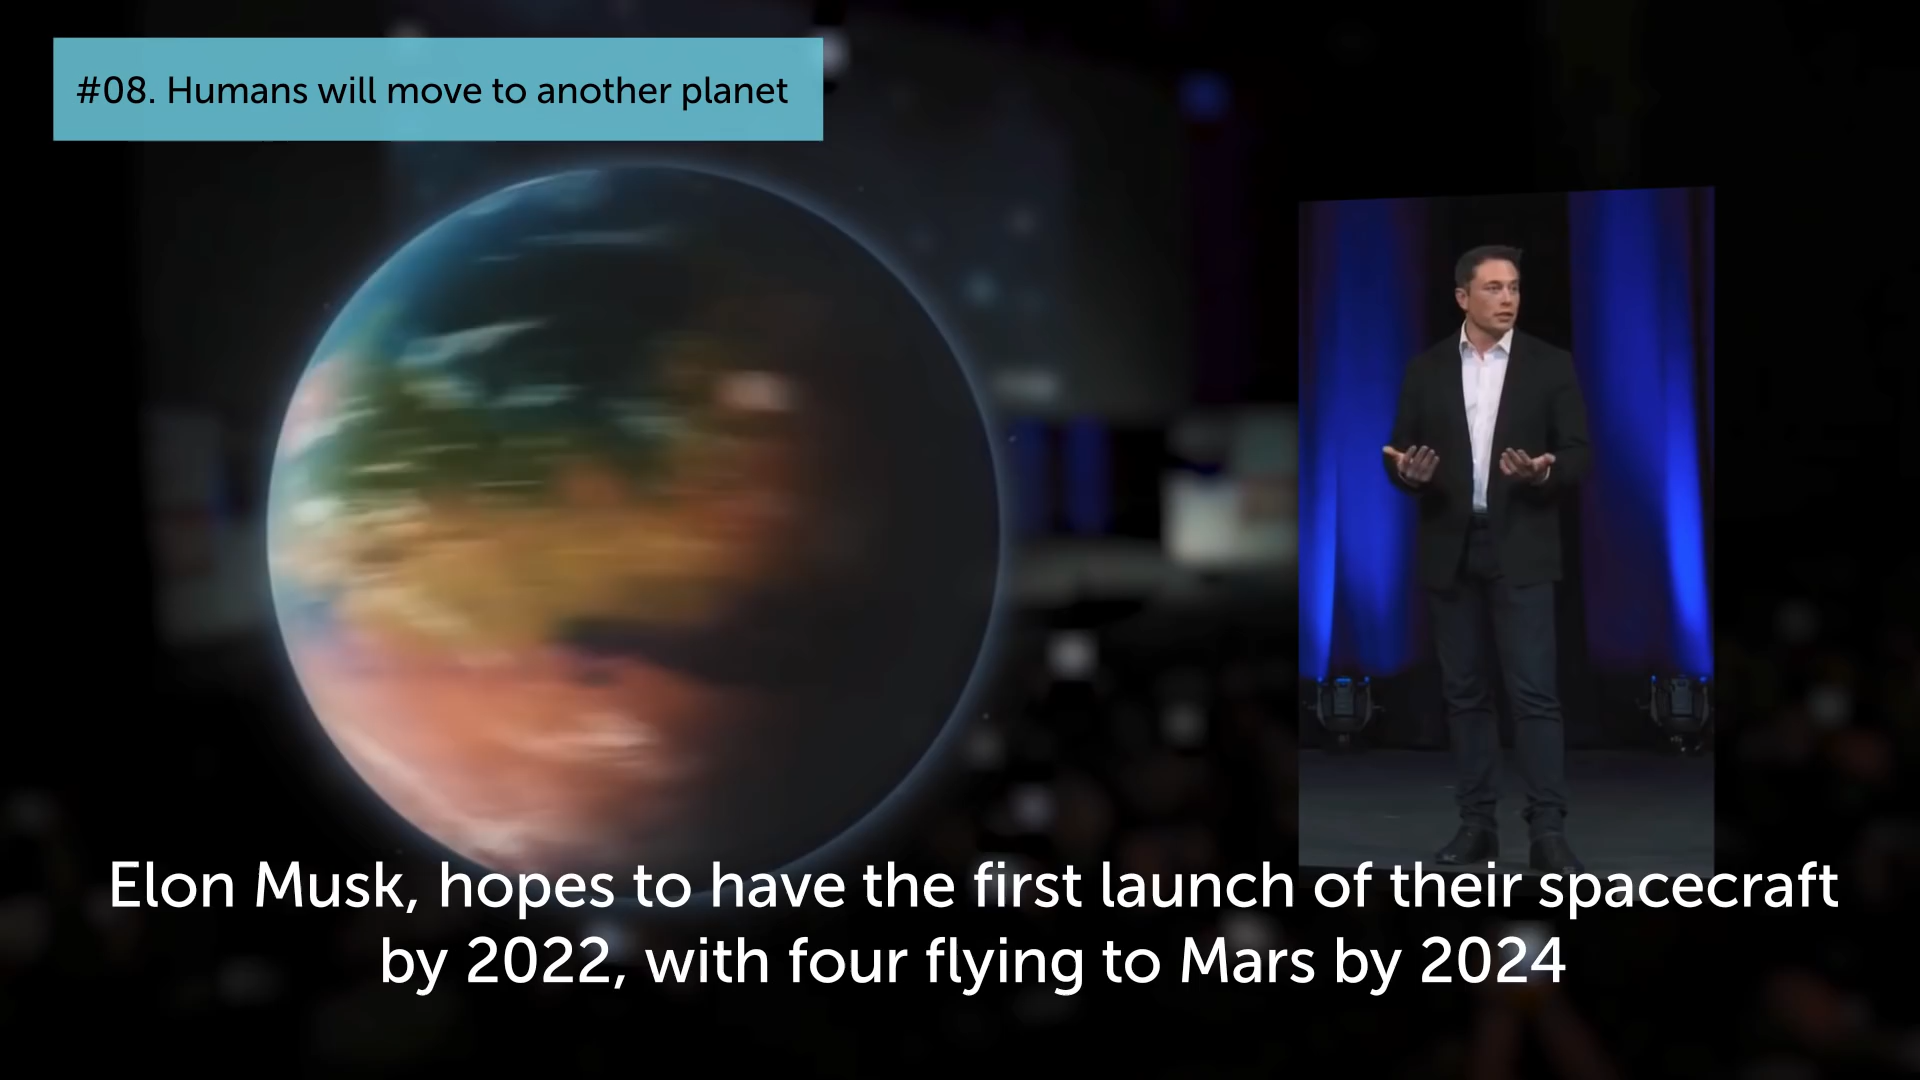 #08. Humans will move to another planet
Elon Musk, hopes to have the first launch of their spacecraft
by 2022, with four flying to Mars by 2024